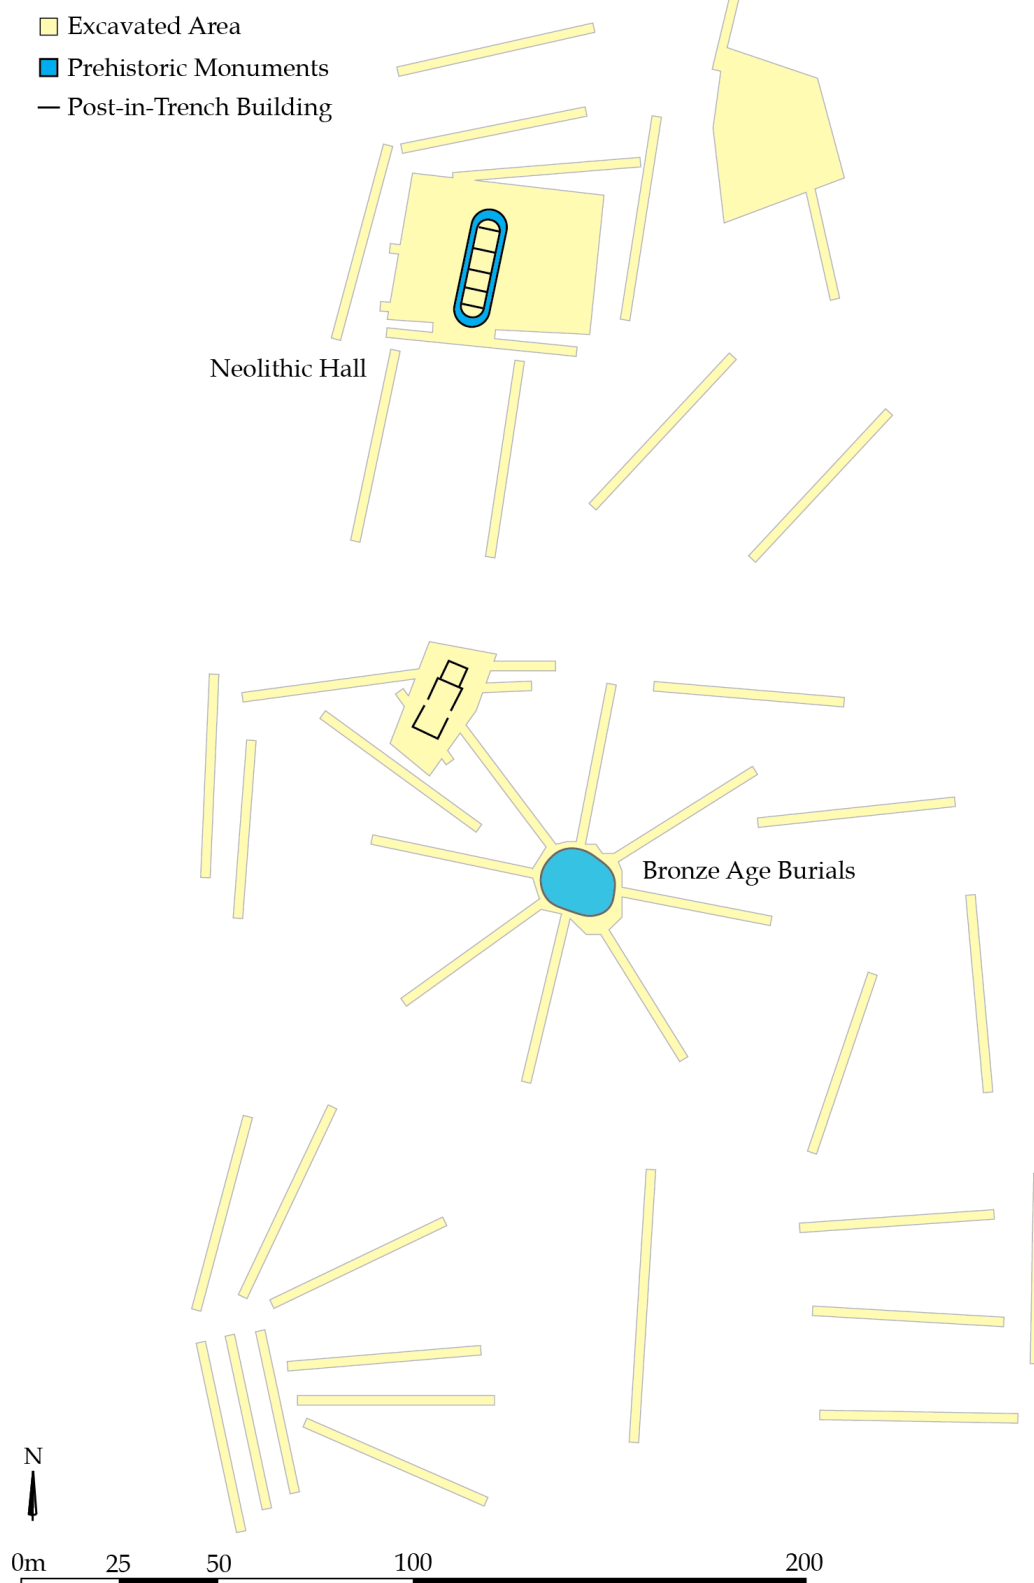 Excavated Area
Prehistoric Monuments
Post-in-Trench Building
Neolithic Hall
Bronze Age Burials
N
0m 25 50 100 200